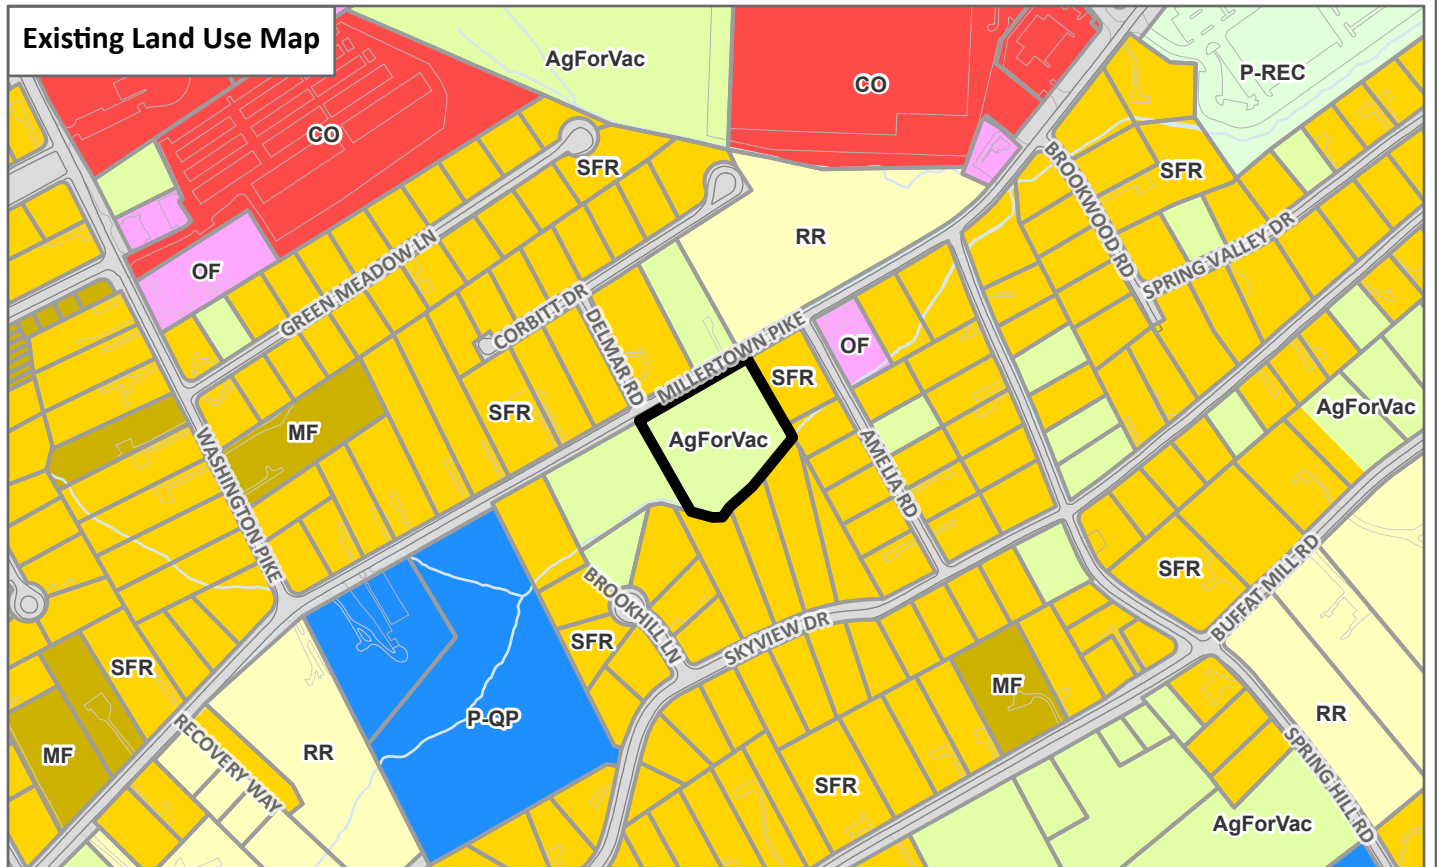 Existing Land Use Map
AgForVac
CO
P-REC
CO
SFR
SFR
BROOKWOOD RD
SPRING VALLEY DR
RR
OF
GREEN MEADOW LN
CORBITT DR
DELMAR RD
MILLERTOWN PIKE
OF
SFR
AgForVac
SFR
MF
AgForVac
WASHINGTON PIKE
AMELIA RD
SFR
BUFFAT MILL RD
BROOKHILL LN
SKYVIEW DR
SFR
SFR
MF
P-QP
RR
RECOVERY WAY
RR
MF
SPRING HILL RD
SFR
AgForVac